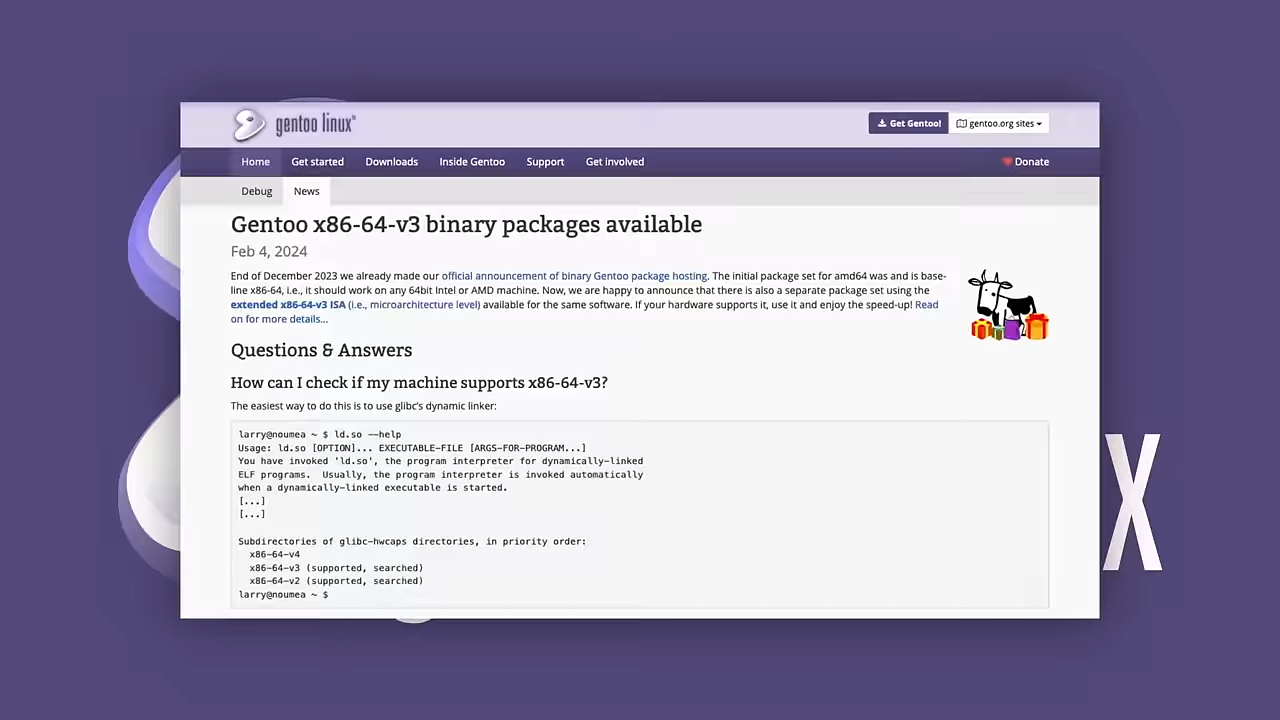 gentoo linux®
Get Gentoo!
gentoo.org sites
Home
Get started
Downloads
Inside Gentoo
Support
Get involved
Donate
Debug
News
Gentoo x86-64-v3 binary packages available
Feb 4, 2024
End of December 2023 we already made our official announcement of binary Gentoo package hosting. The initial package set for amd64 was and is base-
line x86-64, i.e., it should work on any 64bit Intel or AMD machine. Now, we are happy to announce that there is also a separate package set using the
extended x86-64-v3 ISA (i.e., microarchitecture level) available for the same software. If your hardware supports it, use it and enjoy the speed-up! Read
on for more details…
Questions & Answers
How can I check if my machine supports x86-64-v3?
The easiest way to do this is to use glibc’s dynamic linker:
larry@noumea ~ $ ld.so --help
Usage: ld.so [OPTION]... EXECUTABLE-FILE [ARGS-FOR-PROGRAM...]
You have invoked 'ld.so', the program interpreter for dynamically-linked
ELF programs.  Usually, the program interpreter is invoked automatically
when a dynamically-linked executable is started.
[...]
[...]
Subdirectories of glibc-hwcaps directories, in priority order:
x86-64-v4
x86-64-v3 (supported, searched)
x86-64-v2 (supported, searched)
larry@noumea ~ $
X